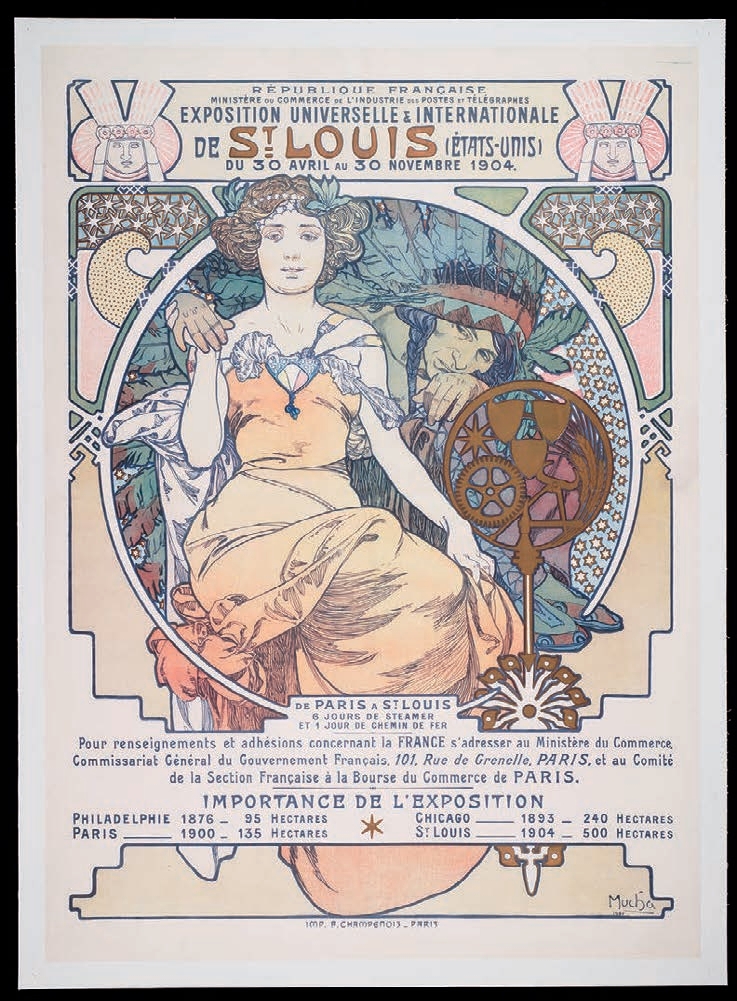 RÉPUBLIQUE FRANÇAISE
MINISTÈRE DU COMMERCE DE L'INDUSTRIE DES POSTES ET TÉLÉGRAPHES
EXPOSITION UNIVERSELLE & INTERNATIONALE
DE ST LOUIS (ÉTATS-UNIS)
DU 30 AVRIL AU 30 NOVEMBRE 1904.
DE PARIS A ST LOUIS
6 JOURS DE STEAMER
ET 1 JOUR DE CHEMIN DE FER
Pour renseignements et adhésions concernant la FRANCE s'adresser au Ministère du Commerce,
Commissariat Général du Gouvernement Français, 101, Rue de Grenelle, PARIS, et au Comité
de la Section Française à la Bourse du Commerce de PARIS.
IMPORTANCE DE L'EXPOSITION
PHILADELPHIE 1876 _ 95 HECTARES
PARIS ____ 1900 _ 135 HECTARES
CHICAGO ____ 1893 _ 240 HECTARES
ST LOUIS ____ 1904 _ 500 HECTARES
Mucha
IMP. F. CHAMPENOIS _ PARIS